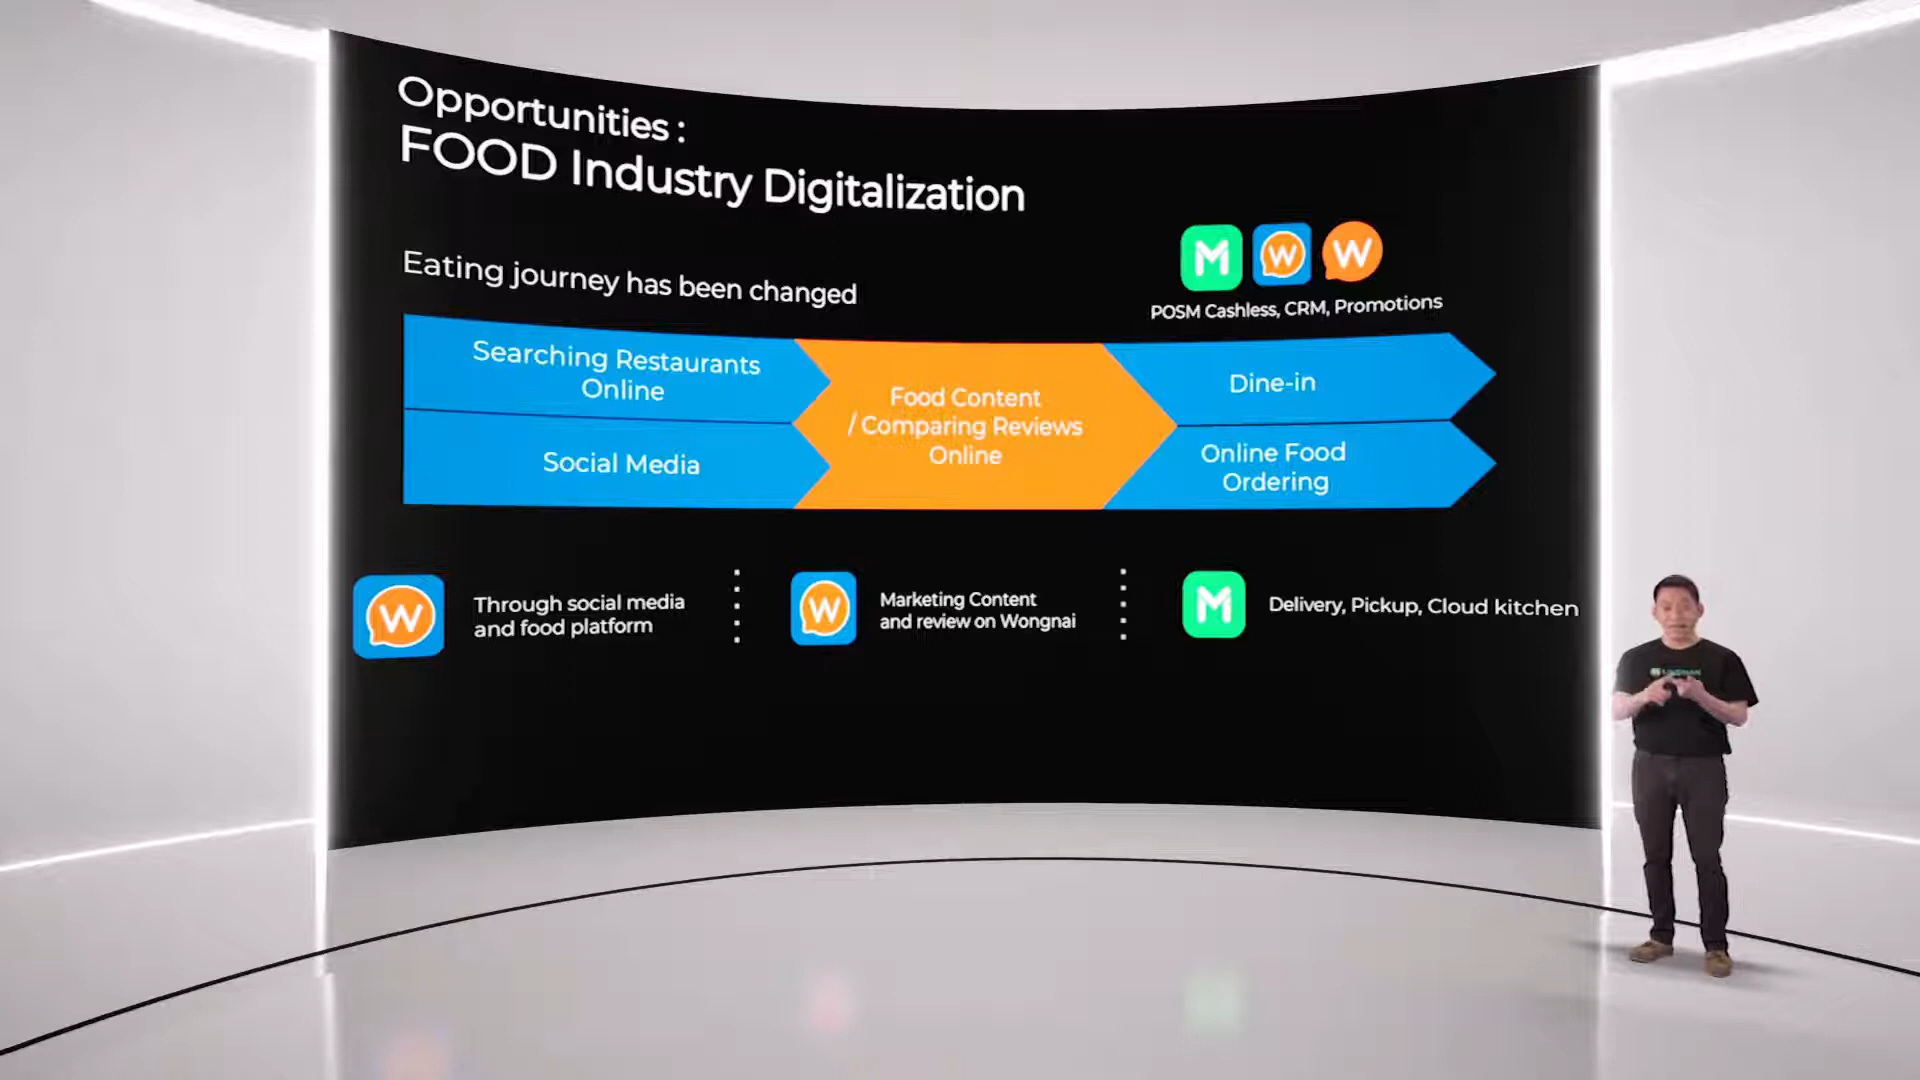 Opportunities :
FOOD Industry Digitalization
Eating journey has been changed
M W W
POSM Cashless, CRM, Promotions
Searching Restaurants
Online
Social Media
Food Content
/ Comparing Reviews
Online
Dine-in
Online Food
Ordering
W
Through social media
and food platform
W
Marketing Content
and review on Wongnai
M
Delivery, Pickup, Cloud kitchen